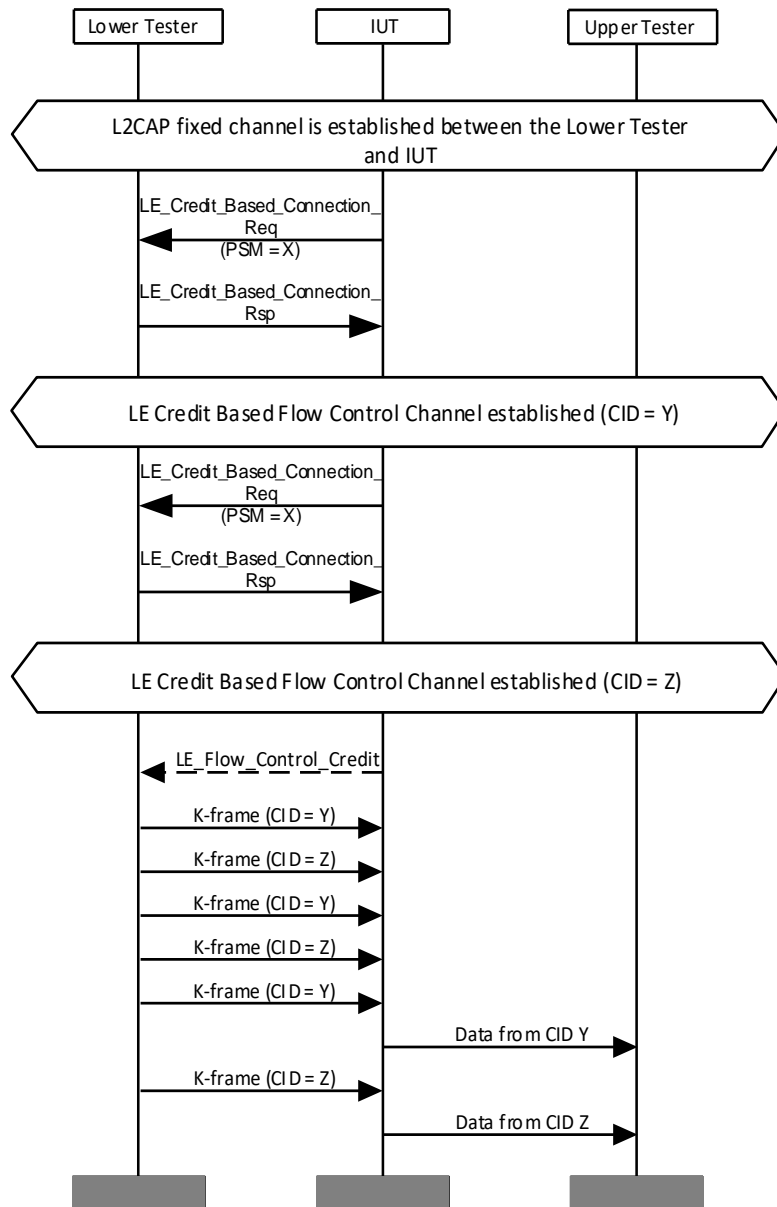 Lower Tester IUT Upper Tester
L2CAP fixed channel is established between the Lower Tester
and IUT
LE_Credit_Based_Connection_
Req
(PSM = X)
LE_Credit_Based_Connection_
Rsp
LE Credit Based Flow Control Channel established (CID = Y)
LE_Credit_Based_Connection_
Req
(PSM = X)
LE_Credit_Based_Connection_
Rsp
LE Credit Based Flow Control Channel established (CID = Z)
LE_Flow_Control_Credit
K-frame (CID = Y)
K-frame (CID = Z)
K-frame (CID = Y)
K-frame (CID = Z)
K-frame (CID = Y)
Data from CID Y
K-frame (CID = Z)
Data from CID Z